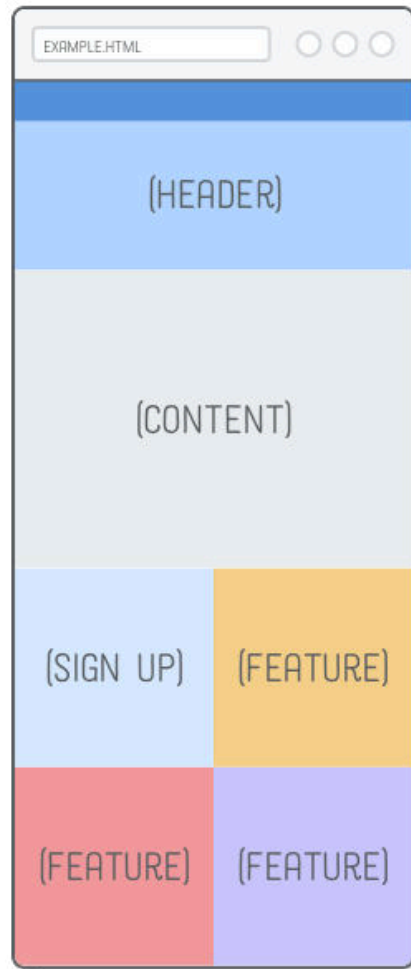 EXAMPLE.HTML
(HEADER)
(CONTENT)
(SIGN UP) (FEATURE)
(FEATURE) (FEATURE)